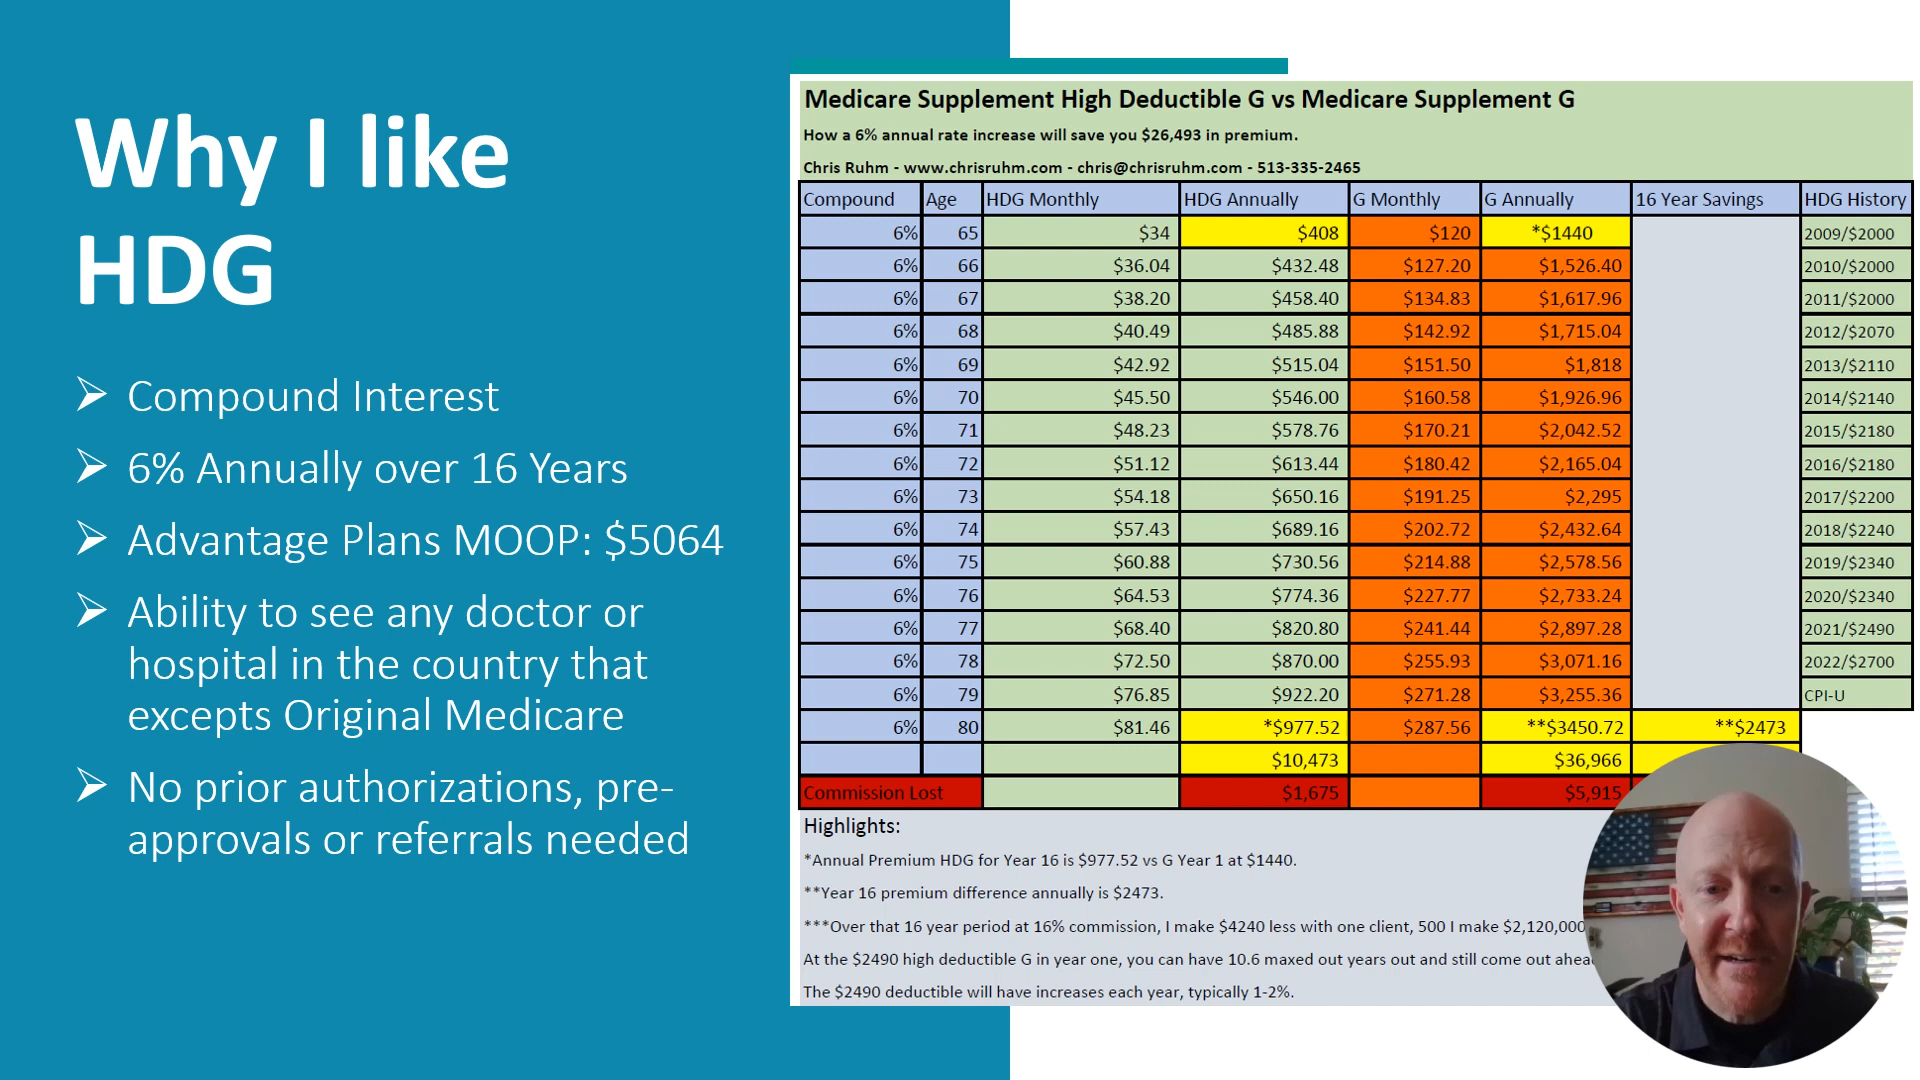 Why I like
HDG
Compound Interest
6% Annually over 16 Years
Advantage Plans MOOP: $5064
Ability to see any doctor or
hospital in the country that
excepts Original Medicare
No prior authorizations, pre-
approvals or referrals needed
Medicare Supplement High Deductible G vs Medicare Supplement G
How a 6% annual rate increase will save you $26,493 in premium.
Chris Ruhm - www.chrisruhm.com - chris@chrisruhm.com - 513-335-2465
Compound Age HDG Monthly HDG Annually G Monthly G Annually 16 Year Savings HDG History
6% 65 $34 $408 $120 *$1440 2009/$2000
6% 66 $36.04 $432.48 $127.20 $1,526.40 2010/$2000
6% 67 $38.20 $458.40 $134.83 $1,617.96 2011/$2000
6% 68 $40.49 $485.88 $142.92 $1,715.04 2012/$2070
6% 69 $42.92 $515.04 $151.50 $1,818 2013/$2110
6% 70 $45.50 $546.00 $160.58 $1,926.96 2014/$2140
6% 71 $48.23 $578.76 $170.21 $2,042.52 2015/$2180
6% 72 $51.12 $613.44 $180.42 $2,165.04 2016/$2180
6% 73 $54.18 $650.16 $191.25 $2,295 2017/$2200
6% 74 $57.43 $689.16 $202.72 $2,432.64 2018/$2240
6% 75 $60.88 $730.56 $214.88 $2,578.56 2019/$2340
6% 76 $64.53 $774.36 $227.77 $2,733.24 2020/$2340
6% 77 $68.40 $820.80 $241.44 $2,897.28 2021/$2490
6% 78 $72.50 $870.00 $255.93 $3,071.16 2022/$2700
6% 79 $76.85 $922.20 $271.28 $3,255.36 CPI-U
6% 80 $81.46 *$977.52 $287.56 **$3450.72 **$2473
$10,473 $36,966
Commission Lost $1,675 $5,915
Highlights:
*Annual Premium HDG for Year 16 is $977.52 vs G Year 1 at $1440.
**Year 16 premium difference annually is $2473.
***Over that 16 year period at 16% commission, I make $4240 less with one client, 500 I make $2,120,000
At the $2490 high deductible G in year one, you can have 10.6 maxed out years out and still come out
The $2490 deductible will have increases each year, typically 1-2%.